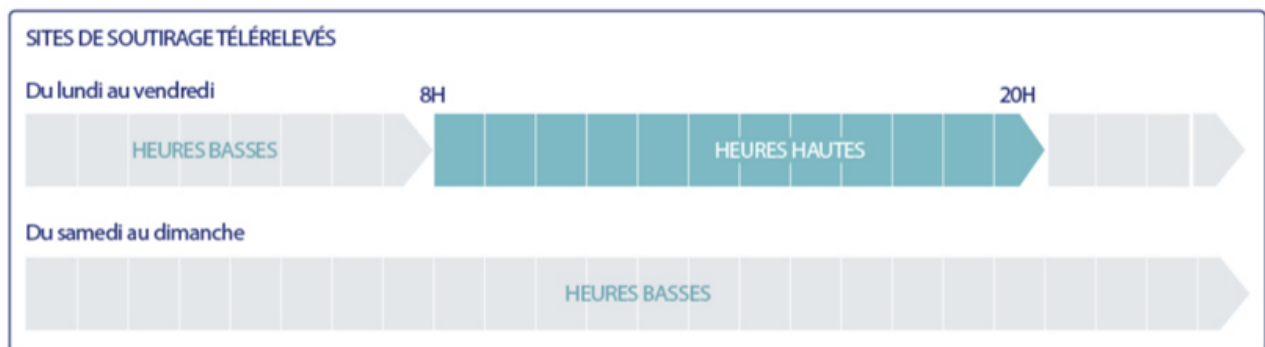 SITES DE SOUTIRAGE TÉLÉRELEVÉS
Du lundi au vendredi
8H
20H
HEURES BASSES
HEURES HAUTES
Du samedi au dimanche
HEURES BASSES